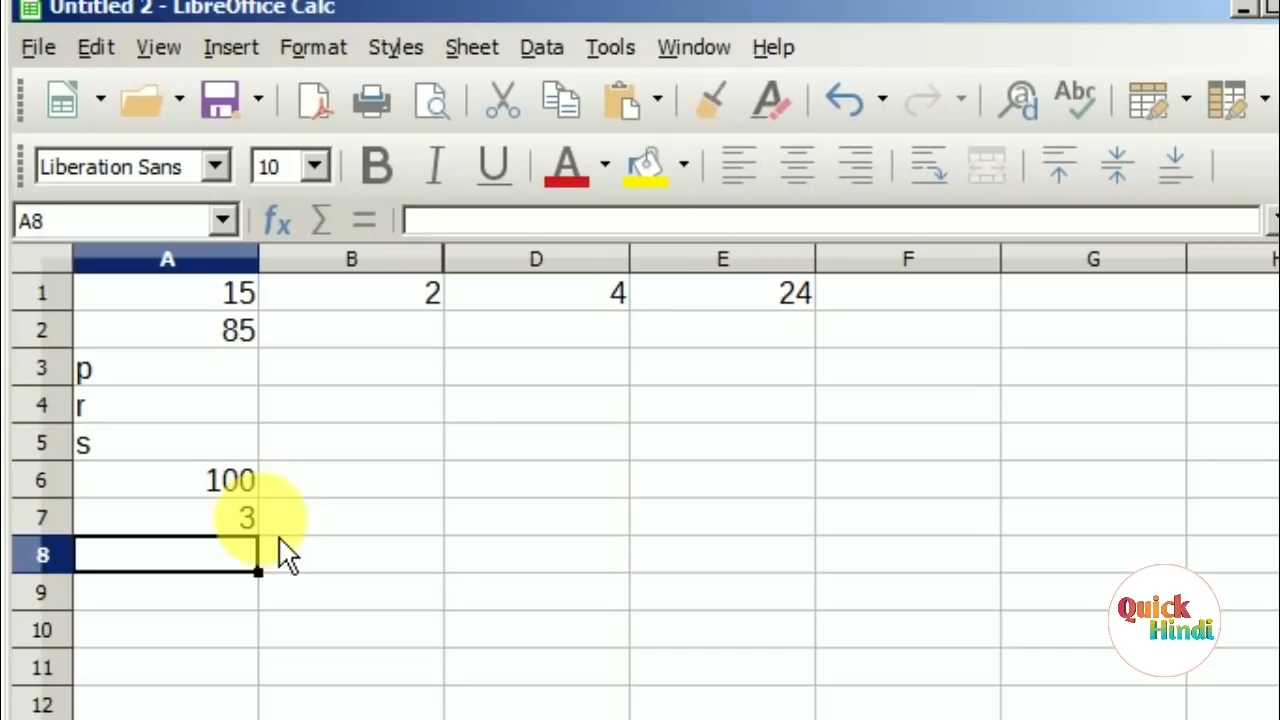 Untitled 2 - LibreOffice Calc
File Edit View Insert Format Styles Sheet Data Tools Window Help
Abc
Liberation Sans 10 B I U A
A8 fx Σ =
A B D E F G H
1 15 2 4 24
2 85
3 p
4 r
5 s
6 100
7 3
8
9
10
11
12
Quick
Hindi